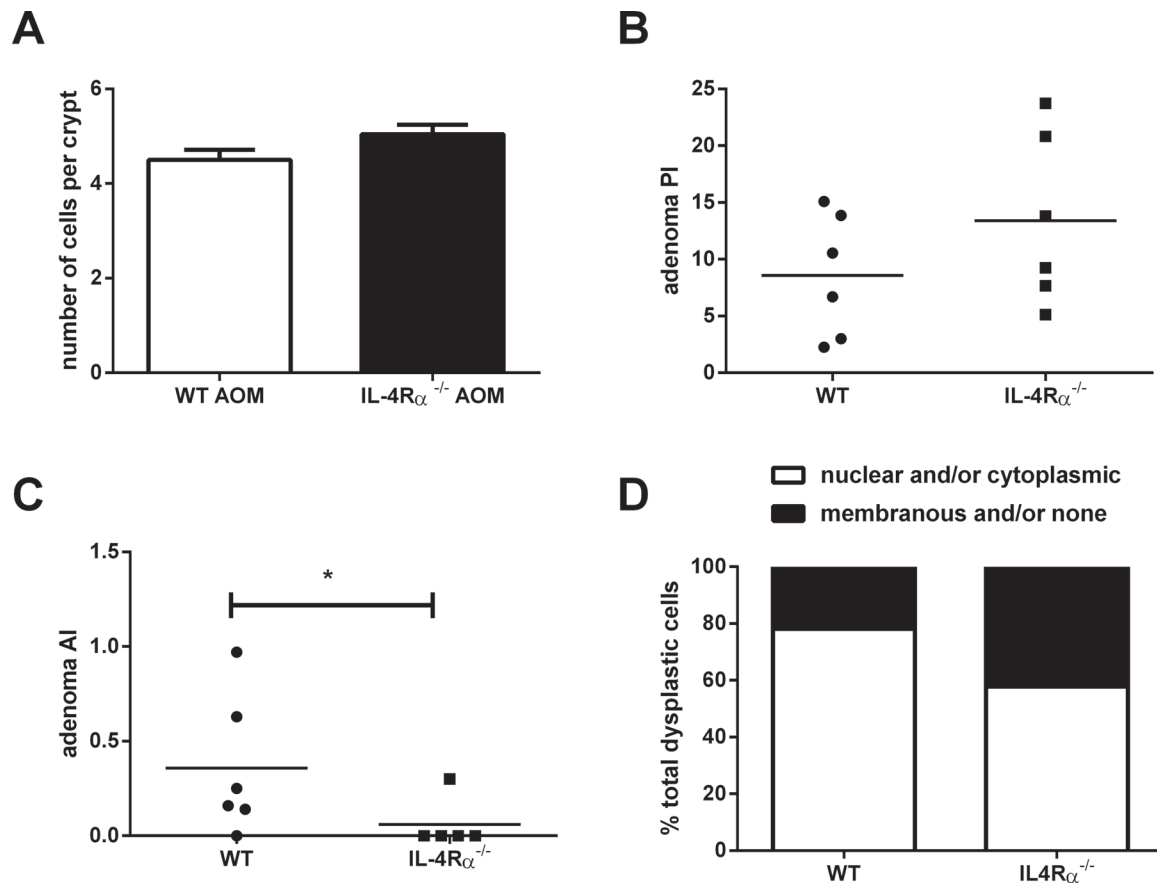 A
number of cells per crypt
6
4
2
0
WT AOM
IL-4Rα -/- AOM
B
adenoma PI
25
20
15
10
5
0
WT
IL-4Rα-/-
C
adenoma AI
1.5
1.0
0.5
0.0
*
WT
IL-4Rα-/-
D
nuclear and/or cytoplasmic
membranous and/or none
% total dysplastic cells
100
80
60
40
20
0
WT
IL4Rα-/-